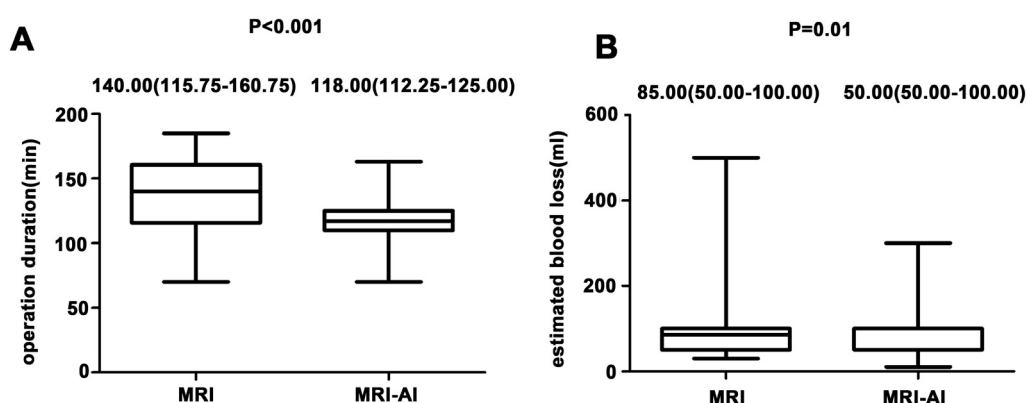 A
P<0.001
140.00(115.75-160.75) 118.00(112.25-125.00)
operation duration(min)
200
150
100
50
0
MRI MRI-AI
B
P=0.01
85.00(50.00-100.00) 50.00(50.00-100.00)
estimated blood loss(ml)
600
400
200
0
MRI MRI-AI